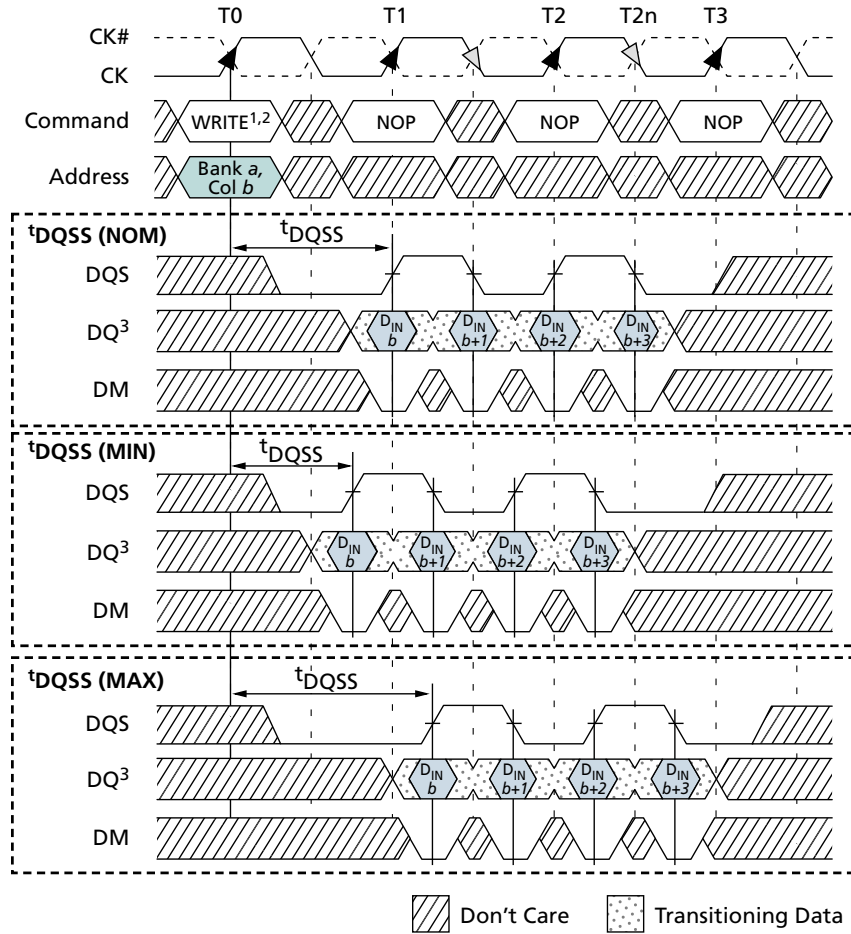 T0 T1 T2 T2n T3
CK#
CK
Command WRITE1,2 NOP NOP NOP
Address Bank a,
Col b
tDQSS (NOM) tDQSS
DQS
DQ3 DIN DIN DIN DIN
b b+1 b+2 b+3
DM
tDQSS (MIN) tDQSS
DQS
DQ3 DIN DIN DIN DIN
b b+1 b+2 b+3
DM
tDQSS (MAX) tDQSS
DQS
DQ3 DIN DIN DIN DIN
b b+1 b+2 b+3
DM
Don't Care Transitioning Data